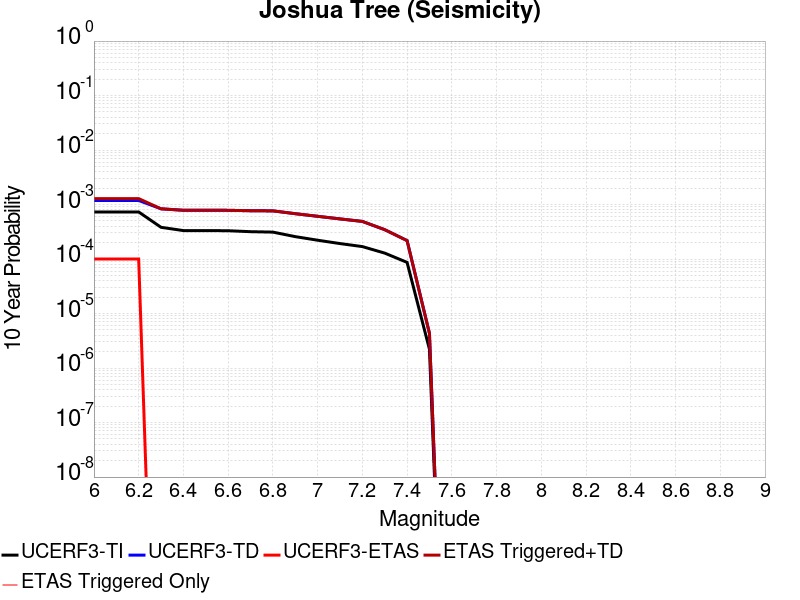 Joshua Tree (Seismicity)
10 0
10 -1
10 -2
10 -3
10 -4
10 -5
10 -6
10 -7
10 -8
10 Year Probability
6 6.2 6.4 6.6 6.8 7 7.2 7.4 7.6 7.8 8 8.2 8.4 8.6 8.8 9
Magnitude
UCERF3-TI UCERF3-TD UCERF3-ETAS ETAS Triggered+TD
ETAS Triggered Only